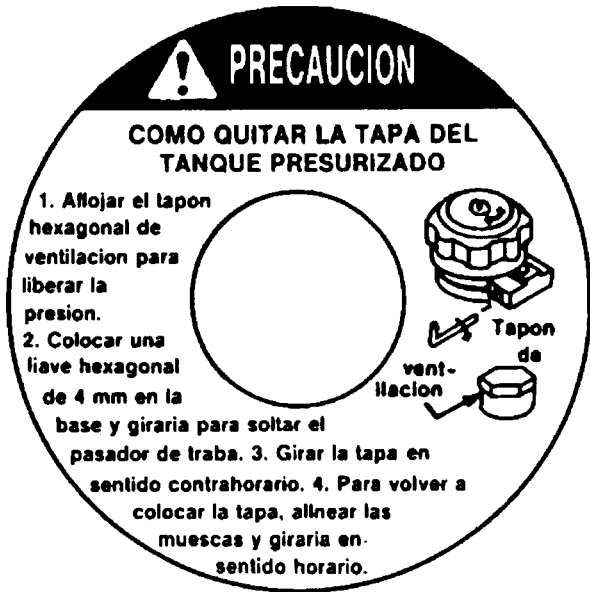 PRECAUCION
COMO QUITAR LA TAPA DEL
TANQUE PRESURIZADO
1. Aflojar el tapon
hexagonal de
ventilacion para
liberar la
presion.
2. Colocar una
llave hexagonal
de 4 mm en la
base y giraria para soltar el
pasador de traba. 3. Girar la tapa en
sentido contrahorario. 4. Para volver a
colocar la tapa, alinear las
muescas y giraria en
sentido horario.
Tapon
de
vent-
ilacion